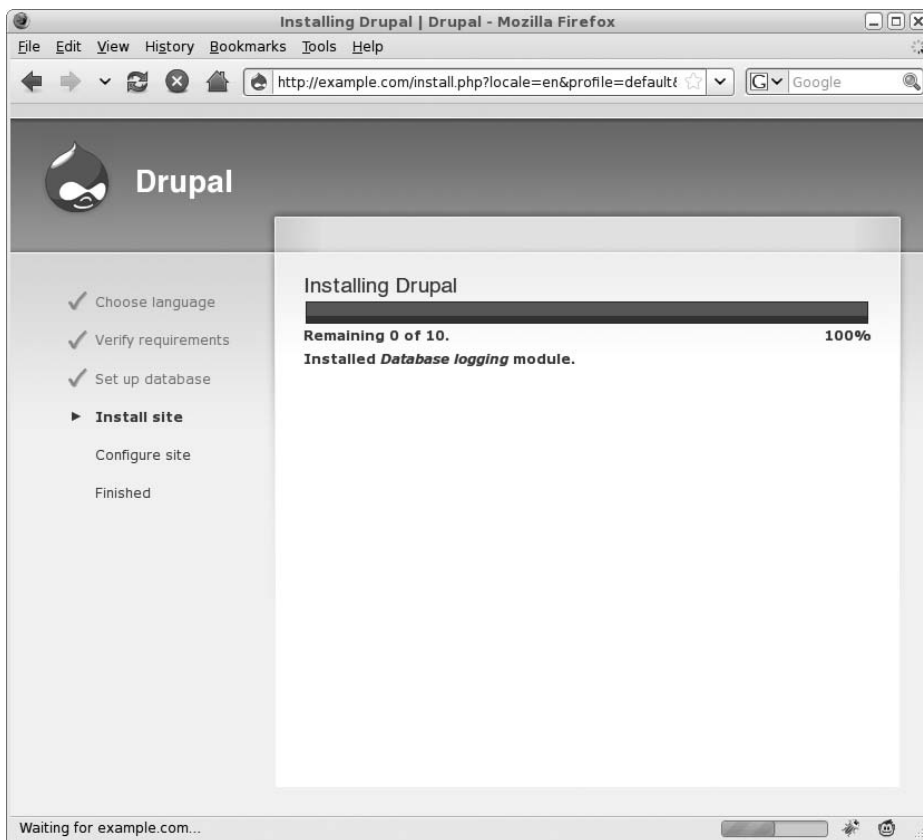 Installing Drupal | Drupal - Mozilla Firefox
File Edit View History Bookmarks Tools Help
http://example.com/install.php?locale=en&profile=default& G Google
Drupal
Choose language
Verify requirements
Set up database
Install site
Configure site
Finished
Installing Drupal
Remaining 0 of 10. 100%
Installed Database logging module.
Waiting for example.com...